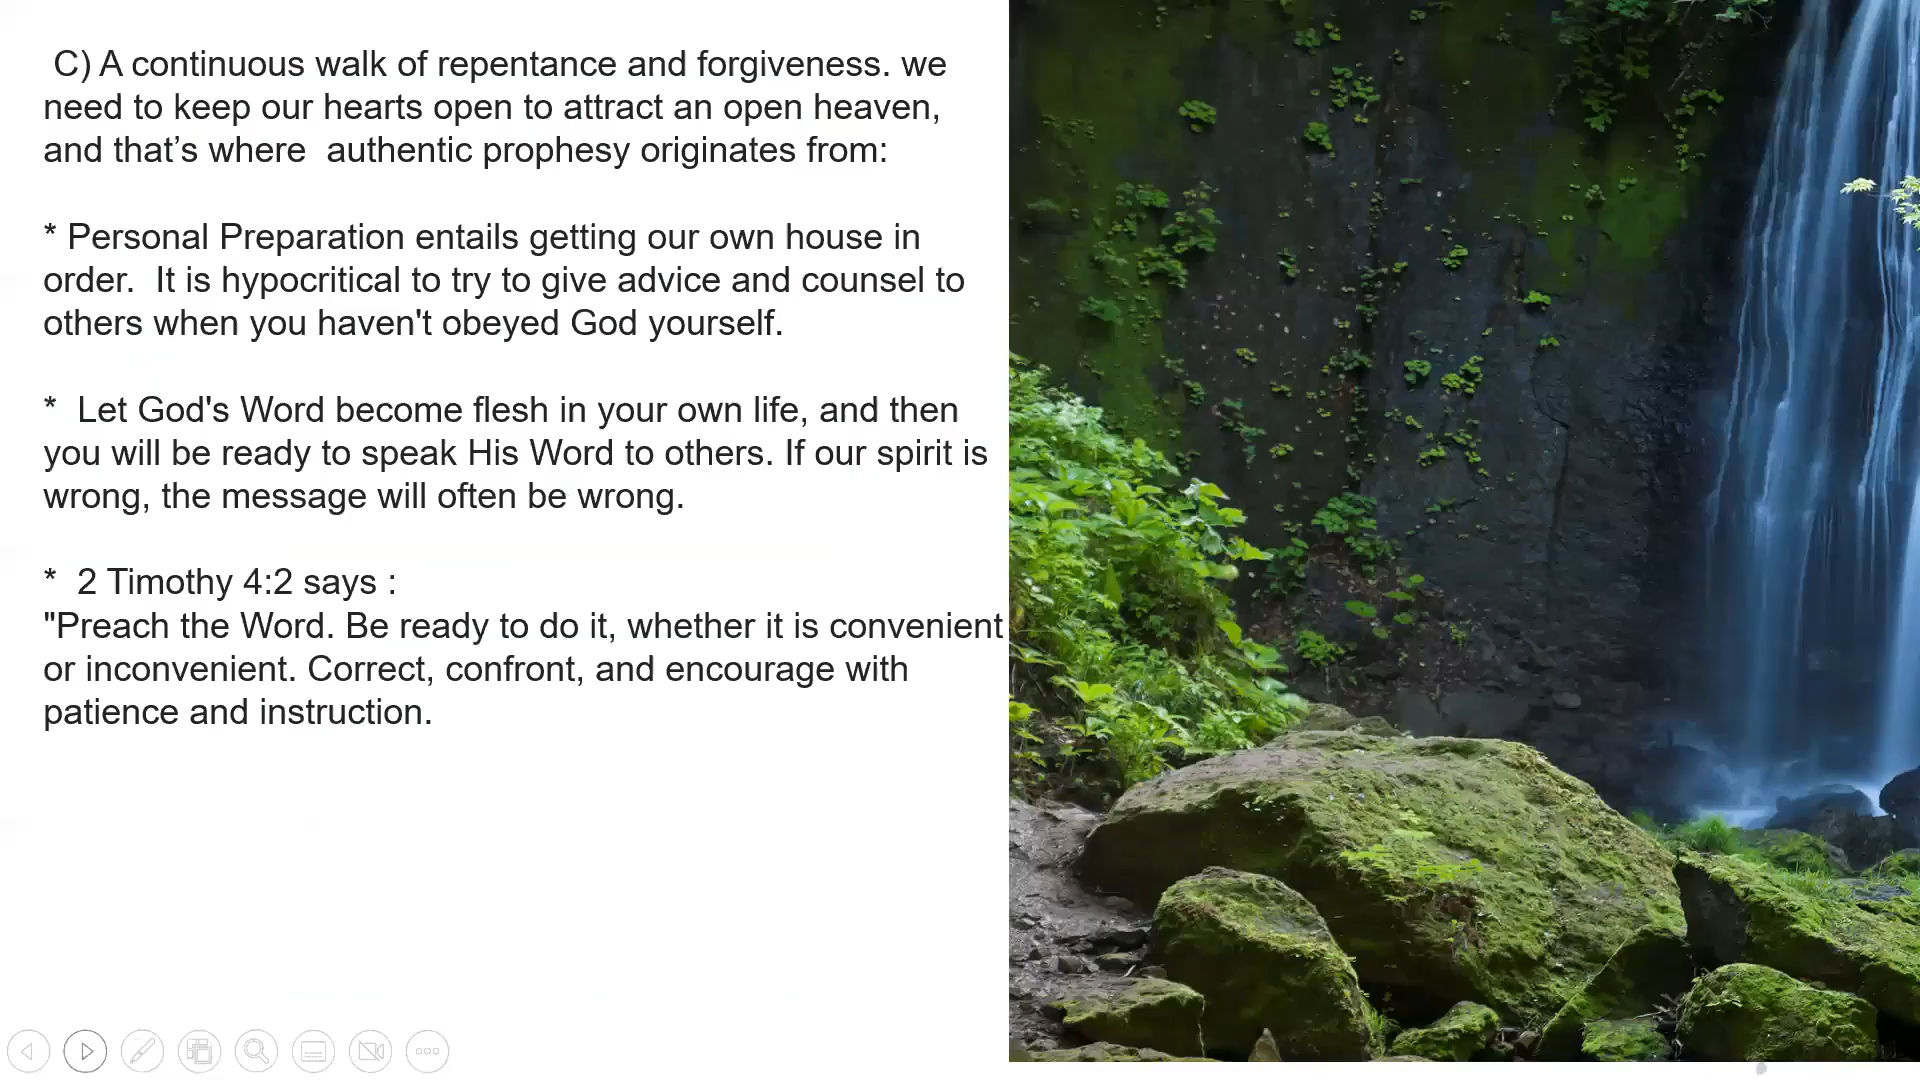 C) A continuous walk of repentance and forgiveness. we
need to keep our hearts open to attract an open heaven,
and that’s where  authentic prophesy originates from:
* Personal Preparation entails getting our own house in
order.  It is hypocritical to try to give advice and counsel to
others when you haven't obeyed God yourself.
*  Let God's Word become flesh in your own life, and then
you will be ready to speak His Word to others. If our spirit is
wrong, the message will often be wrong.
*  2 Timothy 4:2 says :
"Preach the Word. Be ready to do it, whether it is convenient
or inconvenient. Correct, confront, and encourage with
patience and instruction.